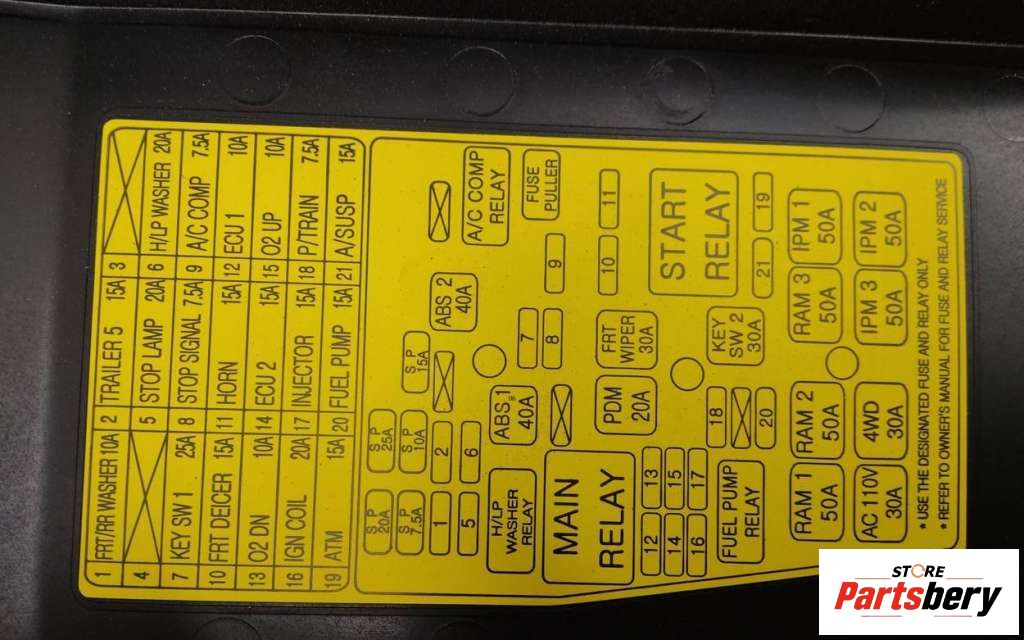 1 FRT/RR WASHER 10A 2 TRAILER 5 15A 3
4 5 STOP LAMP 20A 6 H/LP WASHER 20A
7 KEY SW 1 25A 8 STOP SIGNAL 7.5A 9 A/C COMP 7.5A
10 FRT DEICER 15A 11 HORN 15A 12 ECU 1 10A
13 O2 DN 10A 14 ECU 2 15A 15 O2 UP 10A
16 IGN COIL 20A 17 INJECTOR 15A 18 P/TRAIN 7.5A
19 ATM 15A 20 FUEL PUMP 15A 21 A/SUSP 15A
S P
20A
S P
25A
S P
7.5A
S P
10A
S P
15A
1
2
5
6
ABS 2
40A
A/C COMP
RELAY
FUSE
PULLER
H/LP
WASHER
RELAY
ABS 1
40A
7
8
9
10
11
MAIN
RELAY
PDM
20A
FRT
WIPER
30A
START
RELAY
12
13
14
15
16
17
18
20
KEY
SW 2
30A
21
19
FUEL PUMP
RELAY
RAM 1
50A
RAM 2
50A
RAM 3
50A
IPM 1
50A
AC 110V
30A
4WD
30A
IPM 3
50A
IPM 2
50A
* USE THE DESIGNATED FUSE AND RELAY ONLY
* REFER TO OWNER'S MANUAL FOR FUSE AND RELAY SERVICE
STORE
Partsbery